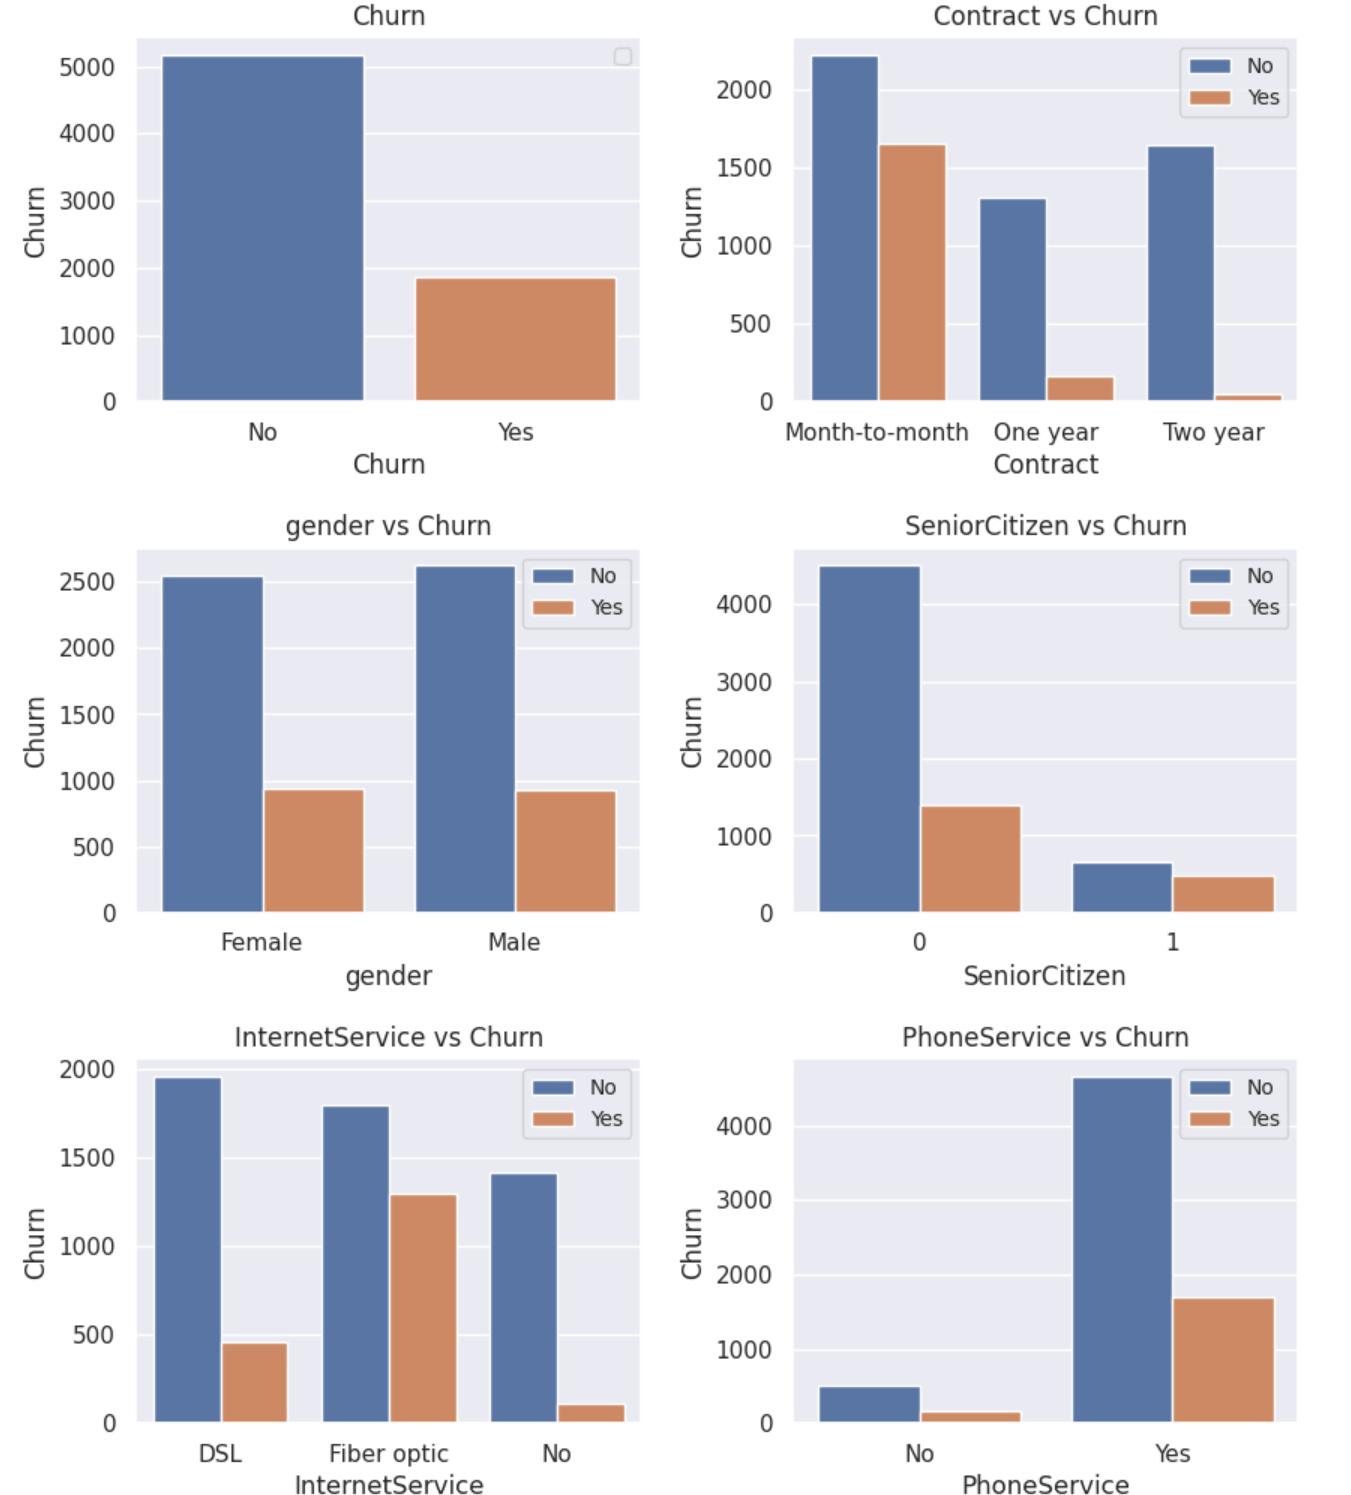 Churn
5000
4000
3000
2000
1000
0
Churn
No Yes
Churn
Contract vs Churn
No
Yes
2000
1500
1000
500
0
Churn
Month-to-month One year Two year
Contract
gender vs Churn
No
Yes
2500
2000
1500
1000
500
0
Churn
Female Male
gender
SeniorCitizen vs Churn
No
Yes
4000
3000
2000
1000
0
Churn
0 1
SeniorCitizen
InternetService vs Churn
No
Yes
2000
1500
1000
500
0
Churn
DSL Fiber optic No
InternetService
PhoneService vs Churn
No
Yes
4000
3000
2000
1000
0
Churn
No Yes
PhoneService